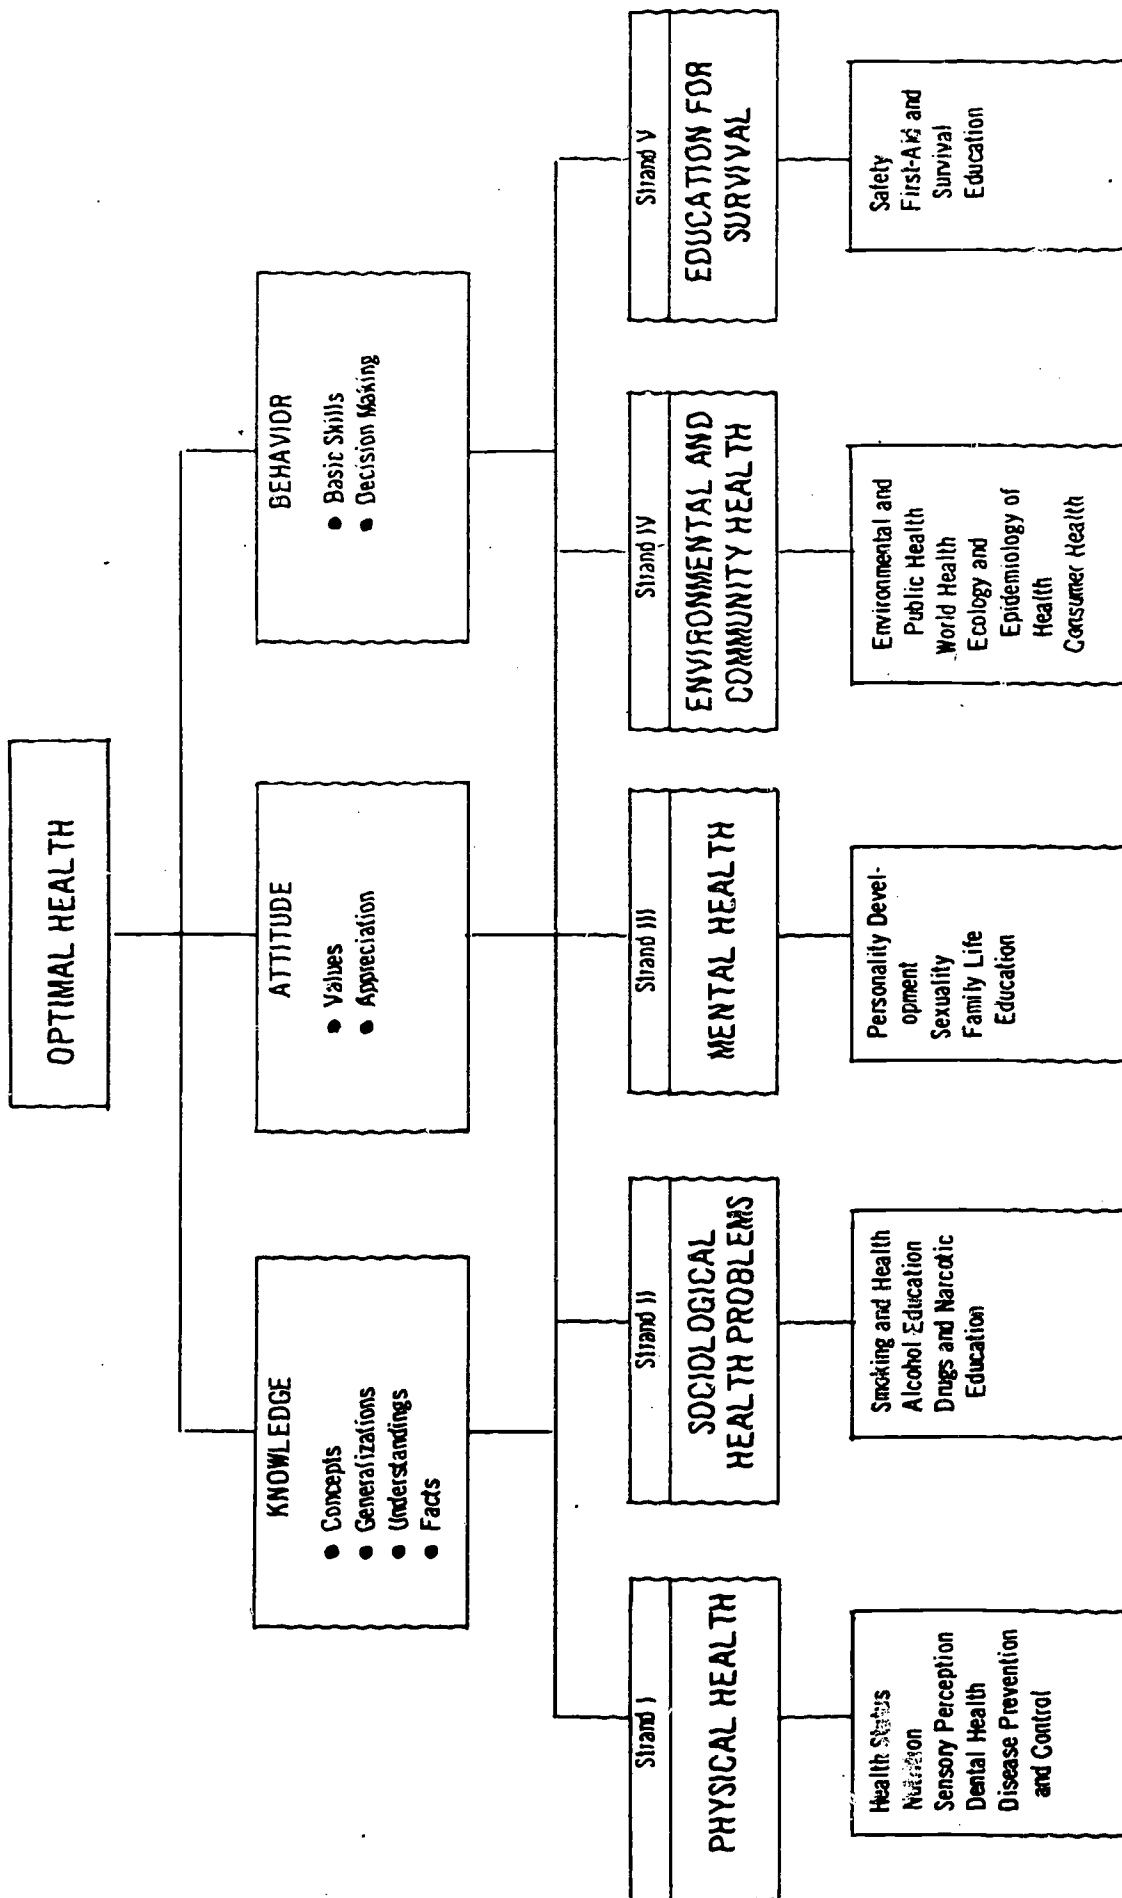 OPTIMAL HEALTH
KNOWLEDGE
● Concepts
● Generalizations
● Understandings
● Facts
ATTITUDE
● Values
● Appreciation
BEHAVIOR
● Basic Skills
● Decision Making
Strand I
PHYSICAL HEALTH
Health Status
Nutrition
Sensory Perception
Dental Health
Disease Prevention
and Control
Strand II
SOCIOLOGICAL
HEALTH PROBLEMS
Smoking and Health
Alcohol Education
Drugs and Narcotic
Education
Strand III
MENTAL HEALTH
Personality Devel-
opment
Sexuality
Family Life
Education
Strand IV
ENVIRONMENTAL AND
COMMUNITY HEALTH
Environmental and
Public Health
World Health
Ecology and
Epidemiology of
Health
Consumer Health
Strand V
EDUCATION FOR
SURVIVAL
Safety
First-Aid and
Survival
Education